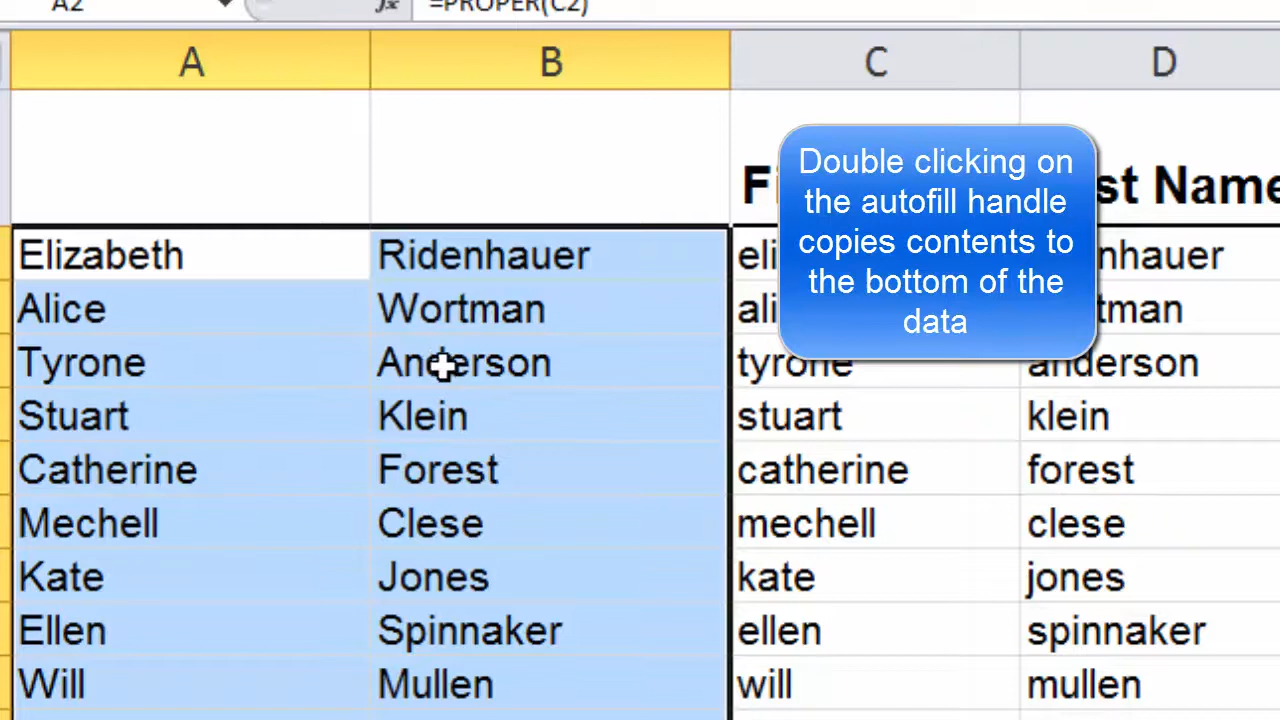 A2 fx =PROPER(C2)
A B C D
Double clicking on
the autofill handle
copies contents to
the bottom of the
data
Name
Elizabeth Ridenhauer
Alice Wortman
Tyrone Anderson tyrone anderson
Stuart Klein stuart klein
Catherine Forest catherine forest
Mechell Clese mechell clese
Kate Jones kate jones
Ellen Spinnaker ellen spinnaker
Will Mullen will mullen